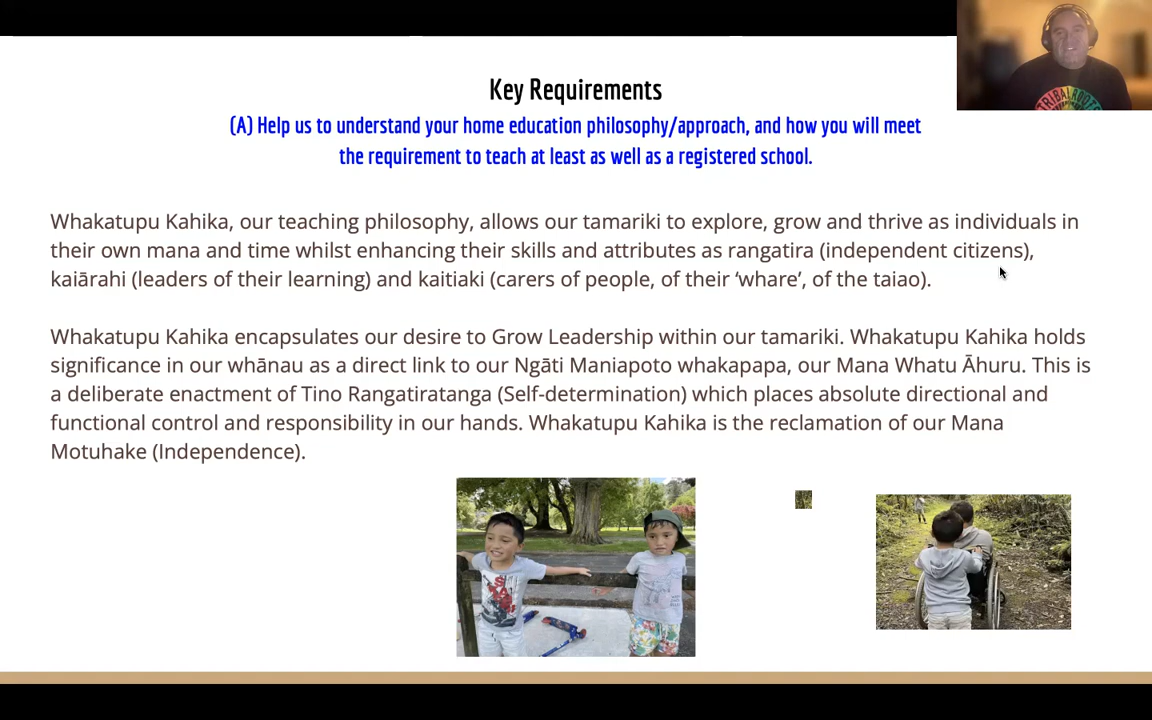 Key Requirements
(A) Help us to understand your home education philosophy/approach, and how you will meet
the requirement to teach at least as well as a registered school.
Whakatupu Kahika, our teaching philosophy, allows our tamariki to explore, grow and thrive as individuals in
their own mana and time whilst enhancing their skills and attributes as rangatira (independent citizens),
kaiārahi (leaders of their learning) and kaitiaki (carers of people, of their ‘whare’, of the taiao).
Whakatupu Kahika encapsulates our desire to Grow Leadership within our tamariki. Whakatupu Kahika holds
significance in our whānau as a direct link to our Ngāti Maniapoto whakapapa, our Mana Whatu Āhuru. This is
a deliberate enactment of Tino Rangatiratanga (Self-determination) which places absolute directional and
functional control and responsibility in our hands. Whakatupu Kahika is the reclamation of our Mana
Motuhake (Independence).
TRIBAL ROOTS